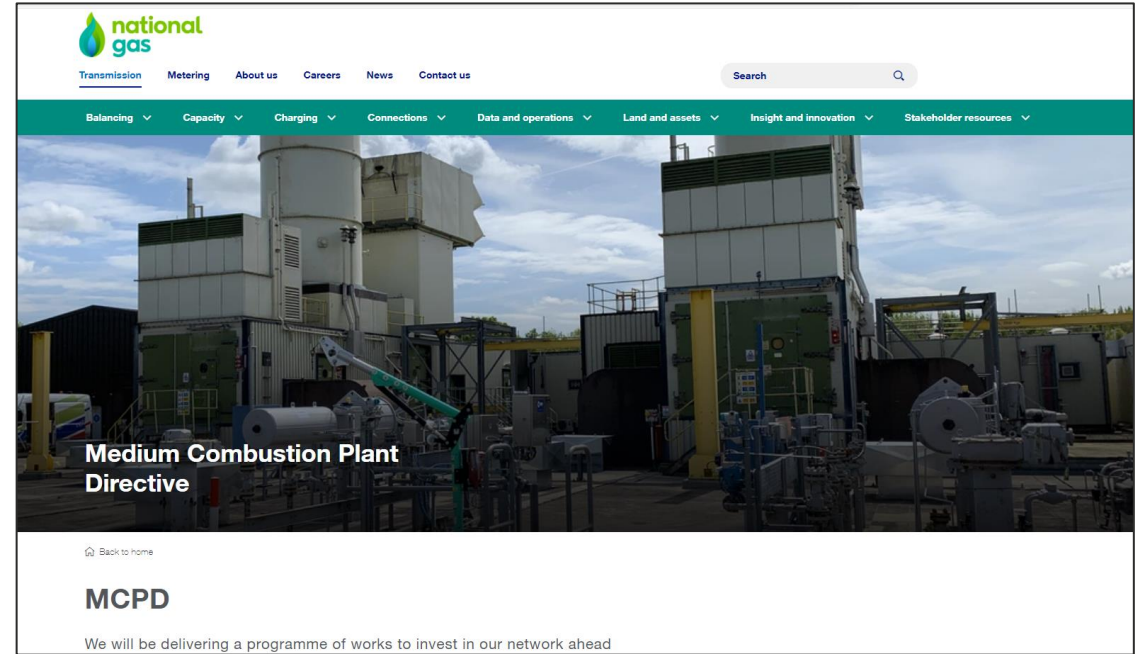 national
gas
Transmission Metering About us Careers News Contact us Search
Balancing Capacity Charging Connections Data and operations Land and assets Insight and innovation Stakeholder resources
Medium Combustion Plant
Directive
Back to home
MCPD
We will be delivering a programme of works to invest in our network ahead